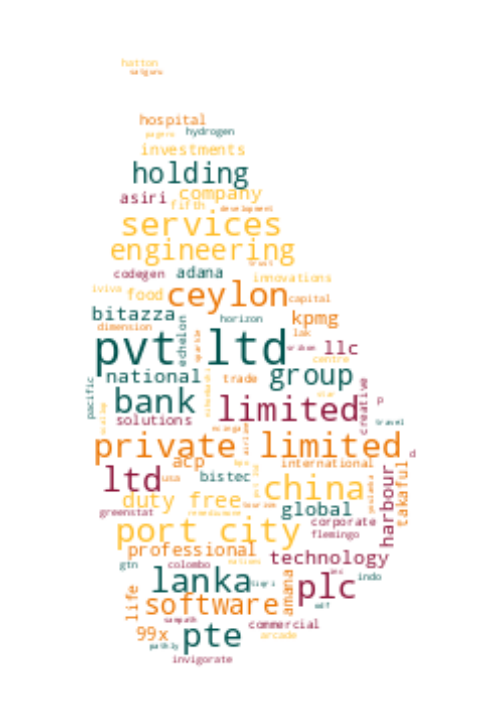 hatton
hospital
hydrogen
investments
holding
company
asiri
fifth
development
services
engineering
codegen
adana
innovations
iviva
food
ceylon
capital
bitazza
horizon
kpmg
dimension
echelon
lak
pvt ltd
llc
centre
national
trade
group
pacific
bank
limited
creative
p
solutions
travel
private limited
acp
international
d
ltd
usa
bistec
china
takaful
duty free
global
harbour
greenstat
port city
corporate
flemingo
professional
technology
gtn
colombo
lanka
plc
indo
life
software
amana
99x
pte
commercial
arcade
invigorate